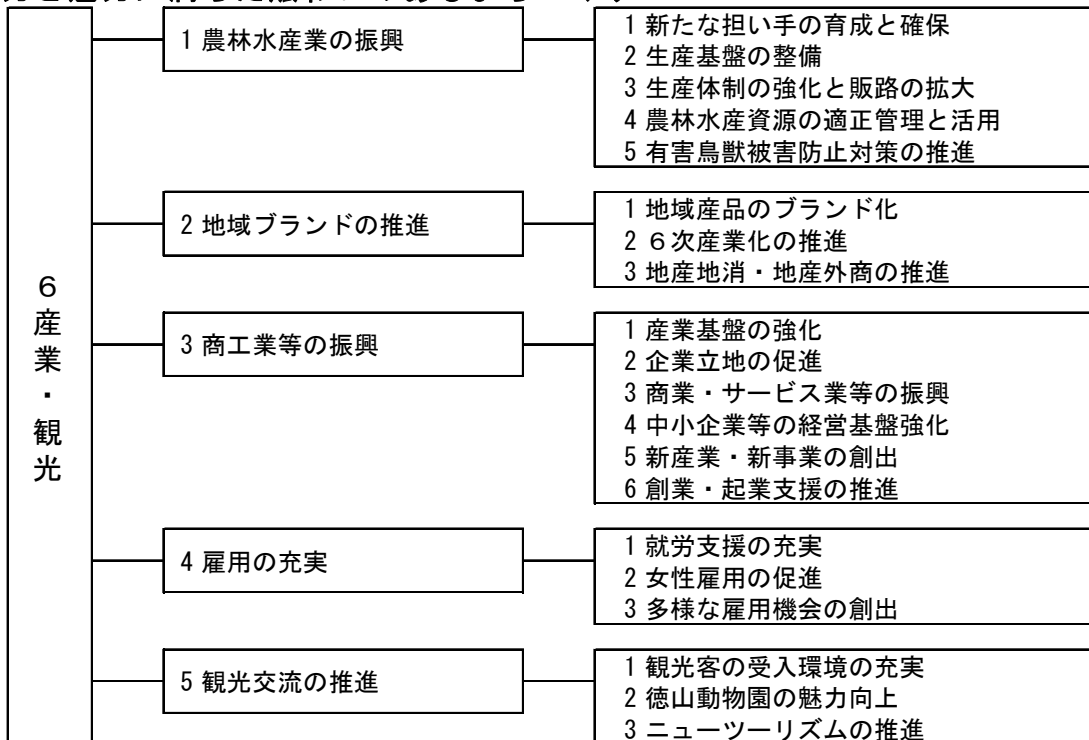 1 農林水産業の振興
1 新たな担い手の育成と確保
2 生産基盤の整備
3 生産体制の強化と販路の拡大
4 農林水産資源の適正管理と活用
5 有害鳥獣被害防止対策の推進
2 地域ブランドの推進
1 地域産品のブランド化
2 ６次産業化の推進
3 地産地消・地産外商の推進
６産業・観光
3 商工業等の振興
1 産業基盤の強化
2 企業立地の促進
3 商業・サービス業等の振興
4 中小企業等の経営基盤強化
5 新産業・新事業の創出
6 創業・起業支援の推進
4 雇用の充実
1 就労支援の充実
2 女性雇用の促進
3 多様な雇用機会の創出
5 観光交流の推進
1 観光客の受入環境の充実
2 徳山動物園の魅力向上
3 ニューツーリズムの推進